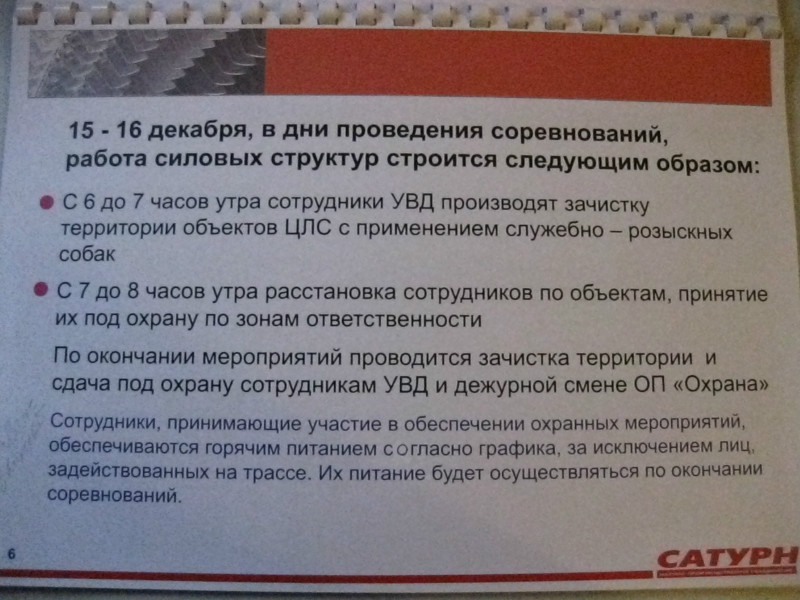 15 - 16 декабря, в дни проведения соревнований,
работа силовых структур строится следующим образом:
С 6 до 7 часов утра сотрудники УВД производят зачистку
территории объектов ЦЛС с применением служебно – розыскных
собак
С 7 до 8 часов утра расстановка сотрудников по объектам, принятие
их под охрану по зонам ответственности
По окончании мероприятий проводится зачистка территории и
сдача под охрану сотрудникам УВД и дежурной смене ОП «Охрана»
Сотрудники, принимающие участие в обеспечении охранных мероприятий,
обеспечиваются горячим питанием согласно графика, за исключением лиц,
задействованных на трассе. Их питание будет осуществляться по окончании
соревнований.
6
САТУРН